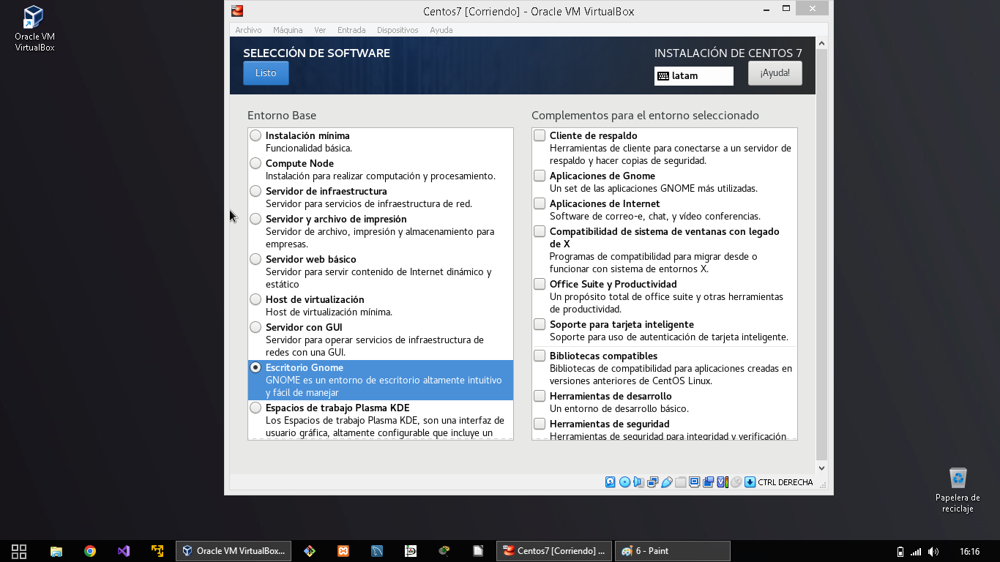 Oracle VM
VirtualBox
Centos7 [Corriendo] - Oracle VM VirtualBox
Archivo Máquina Ver Entrada Dispositivos Ayuda
SELECCIÓN DE SOFTWARE
Listo
INSTALACIÓN DE CENTOS 7
latam
¡Ayuda!
Entorno Base
Instalación mínima
Funcionalidad básica.
Compute Node
Instalación para realizar computación y procesamiento.
Servidor de infraestructura
Servidor para servicios de infraestructura de red.
Servidor y archivo de impresión
Servidor de archivo, impresión y almacenamiento para
empresas.
Servidor web básico
Servidor para servir contenido de Internet dinámico y
estático
Host de virtualización
Host de virtualización mínima.
Servidor con GUI
Servidor para operar servicios de infraestructura de
redes con una GUI.
Escritorio Gnome
GNOME es un entorno de escritorio altamente intuitivo
y fácil de manejar
Espacios de trabajo Plasma KDE
Los Espacios de trabajo Plasma KDE, son una interfaz de
usuario gráfica, altamente configurable que incluye un
Complementos para el entorno seleccionado
Cliente de respaldo
Herramientas de cliente para conectarse a un servidor de
respaldo y hacer copias de seguridad.
Aplicaciones de Gnome
Un set de las aplicaciones GNOME más utilizadas.
Aplicaciones de Internet
Software de correo-e, chat, y vídeo conferencias.
Compatibilidad de sistema de ventanas con legado
de X
Programas de compatibilidad para migrar desde o
funcionar con sistema de entornos X.
Office Suite y Productividad
Un propósito total de office suite y otras herramientas
de productividad.
Soporte para tarjeta inteligente
Soporte para uso de autenticación de tarjeta inteligente.
Bibliotecas compatibles
Bibliotecas de compatibilidad para aplicaciones creadas en
versiones anteriores de CentOS Linux.
Herramientas de desarrollo
Un entorno de desarrollo básico.
Herramientas de seguridad
Herramientas de seguridad para integridad y verificación
CTRL DERECHA
Papelera de
reciclaje
Oracle VM VirtualBox...
Centos7 [Corriendo] ...
6 - Paint
16:16